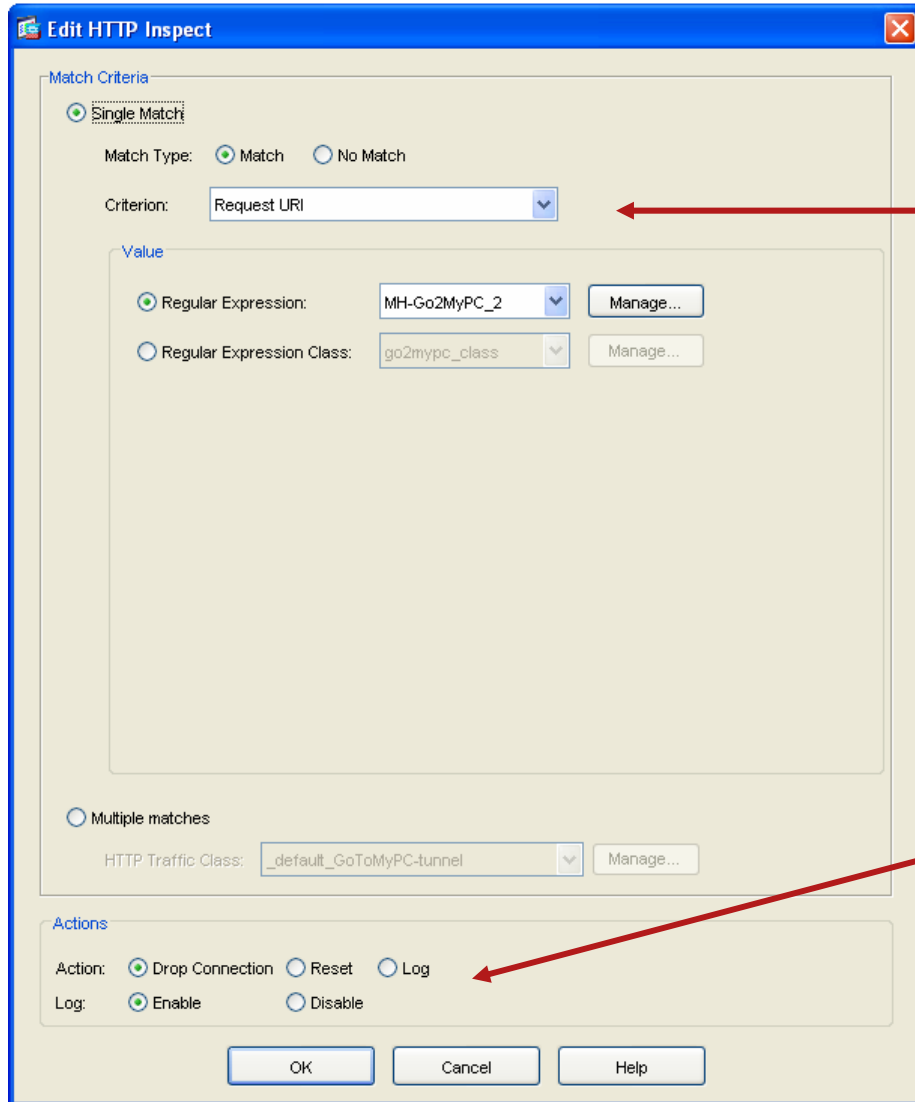 Edit HTTP Inspect
Match Criteria
Single Match
Match Type: Match No Match
Criterion: Request URI
Value
Regular Expression: MH-Go2MyPC_2 Manage...
Regular Expression Class: go2mypc_class Manage...
Multiple matches
HTTP Traffic Class: _default_GoToMyPC-tunnel Manage...
Actions
Action: Drop Connection Reset Log
Log: Enable Disable
OK Cancel Help